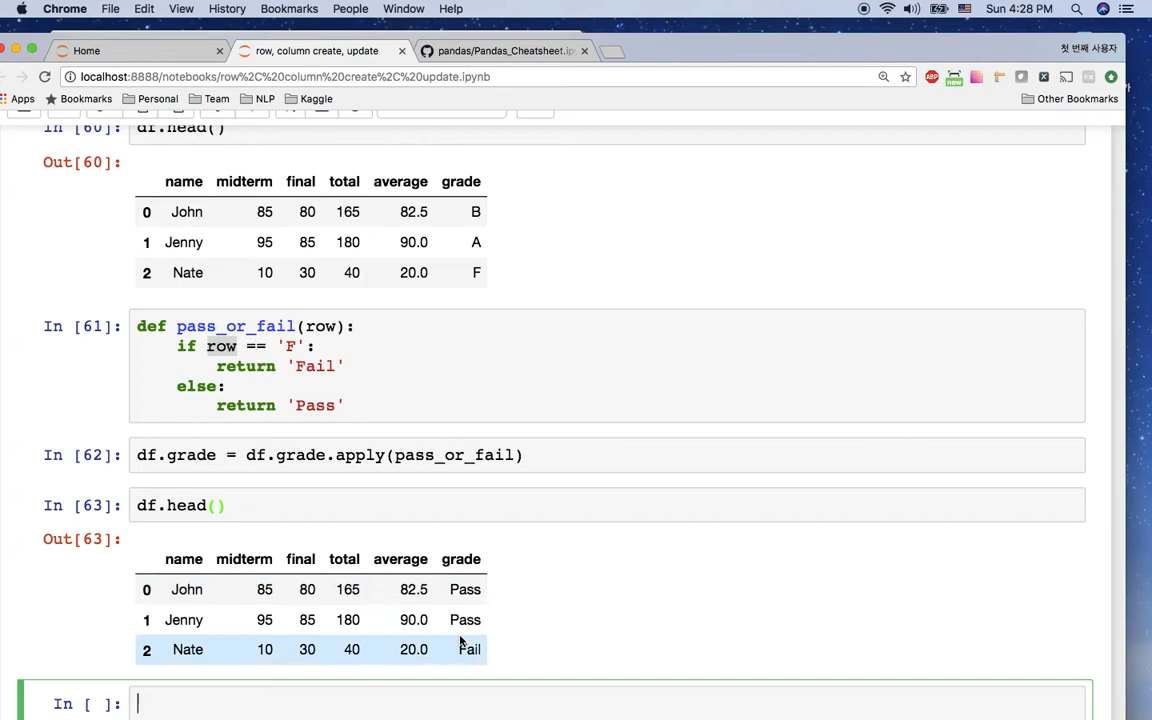 Chrome File Edit View History Bookmarks People Window Help Sun 4:28 PM
Home row, column create, update pandas/Pandas_Cheatsheet.ipynb 첫 번째 사용자
localhost:8888/notebooks/row%2C%20column%20create%2C%20update.ipynb ABP new
Apps Bookmarks Personal Team NLP Kaggle Other Bookmarks
In [60]: df.head()
Out[60]:
name midterm final total average grade
0 John 85 80 165 82.5 B
1 Jenny 95 85 180 90.0 A
2 Nate 10 30 40 20.0 F
In [61]: def pass_or_fail(row):
if row == 'F':
return 'Fail'
else:
return 'Pass'
In [62]: df.grade = df.grade.apply(pass_or_fail)
In [63]: df.head()
Out[63]:
name midterm final total average grade
0 John 85 80 165 82.5 Pass
1 Jenny 95 85 180 90.0 Pass
2 Nate 10 30 40 20.0 Fail
In [ ]: